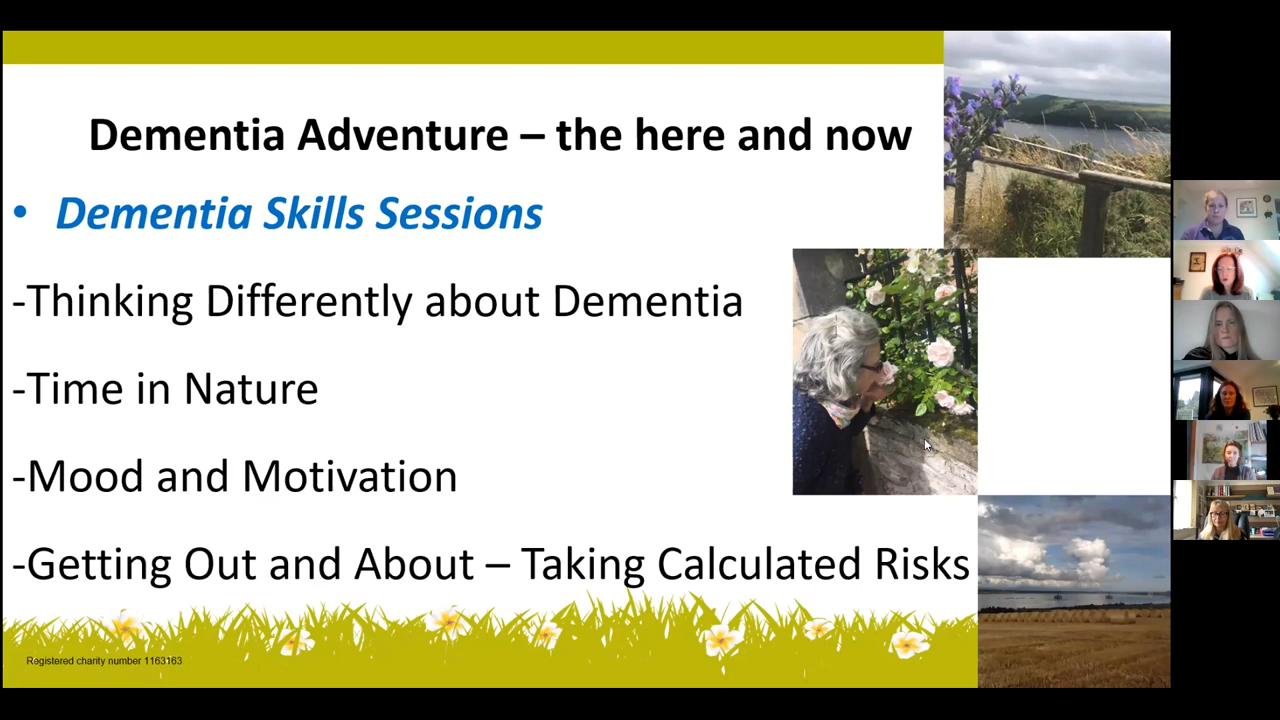 Dementia Adventure – the here and now
• Dementia Skills Sessions
-Thinking Differently about Dementia
-Time in Nature
-Mood and Motivation
-Getting Out and About – Taking Calculated Risks
Registered charity number 1163163